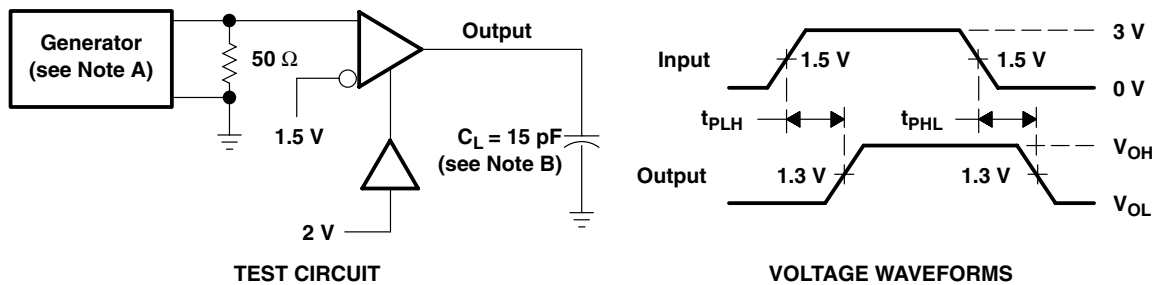 Generator
(see Note A)
50 Ω
Output
1.5 V
C_L = 15 pF
(see Note B)
2 V
TEST CIRCUIT
3 V
Input
1.5 V
1.5 V
0 V
t_PLH
t_PHL
V_OH
Output
1.3 V
1.3 V
V_OL
VOLTAGE WAVEFORMS